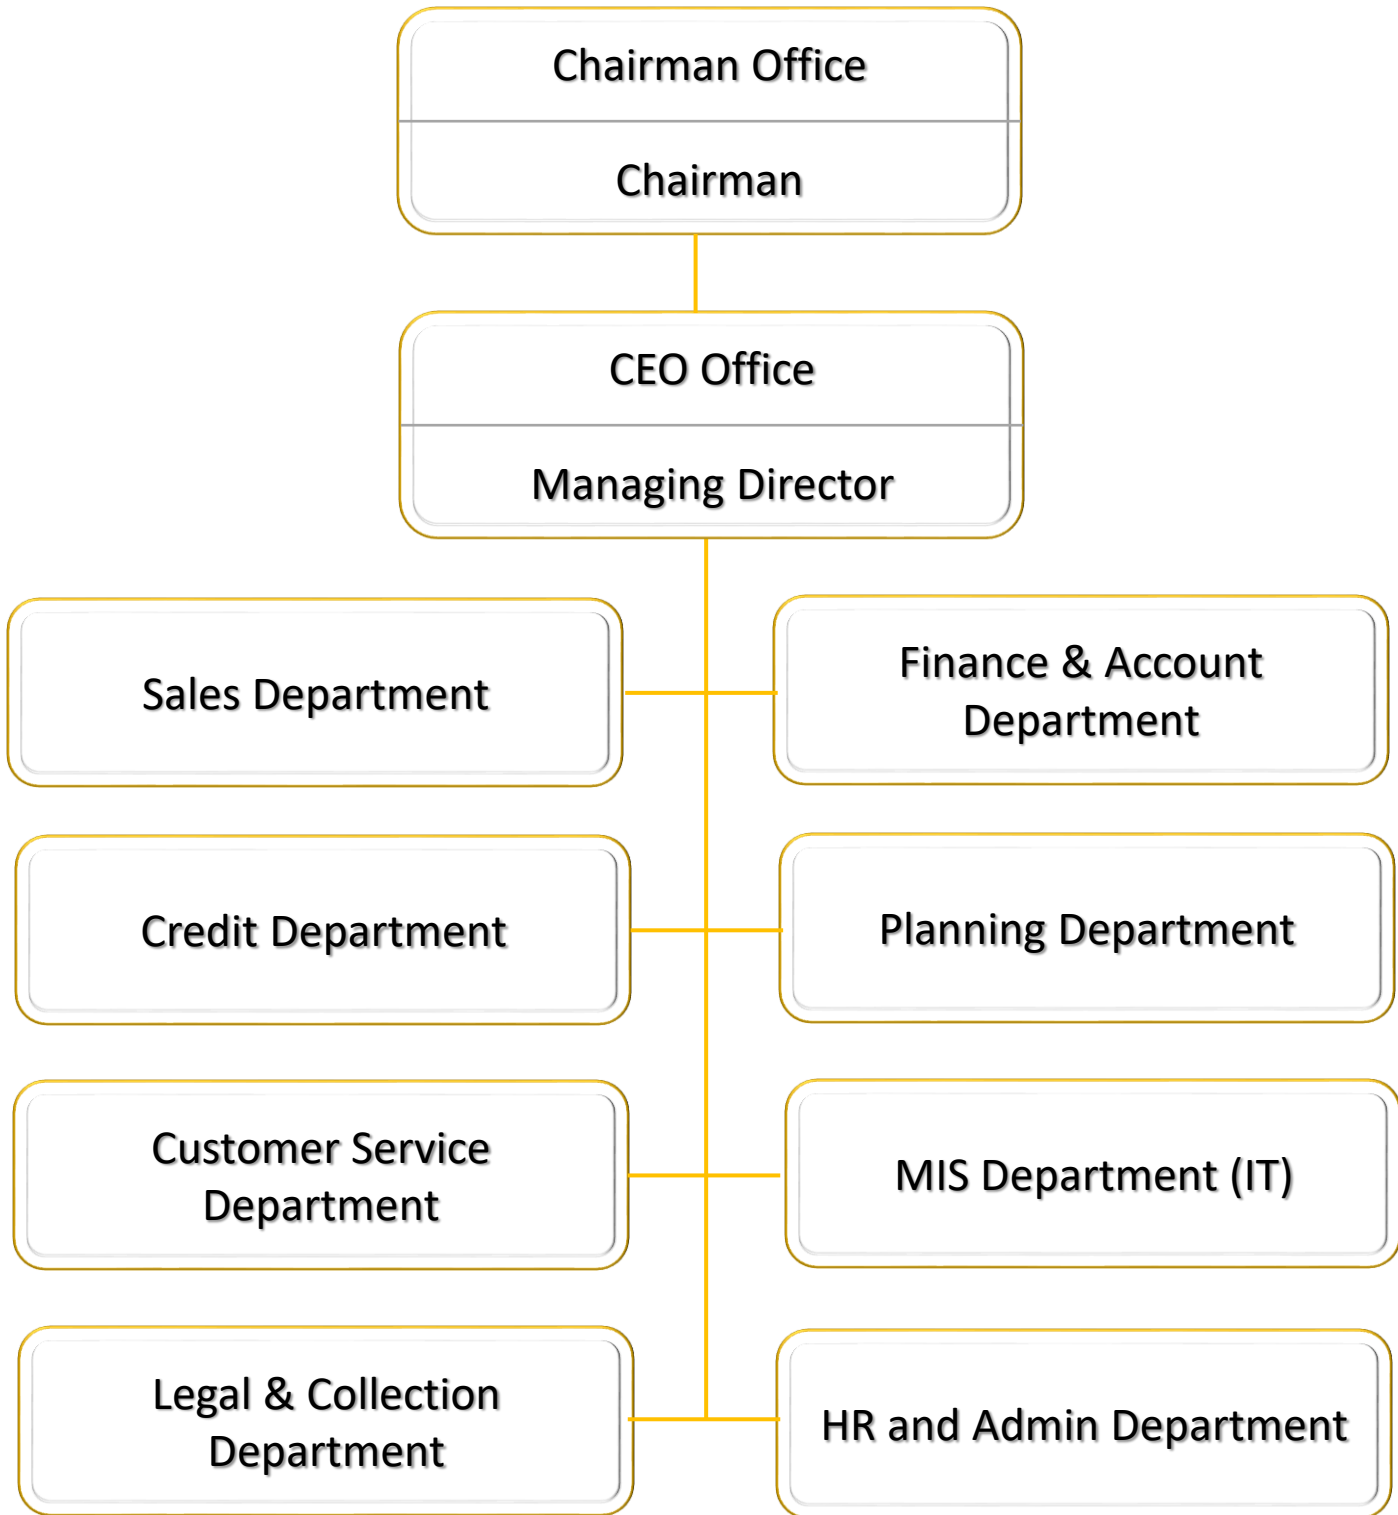 Chairman Office
Chairman
CEO Office
Managing Director
Sales Department
Finance & Account
Department
Credit Department
Planning Department
Customer Service
Department
MIS Department (IT)
Legal & Collection
Department
HR and Admin Department